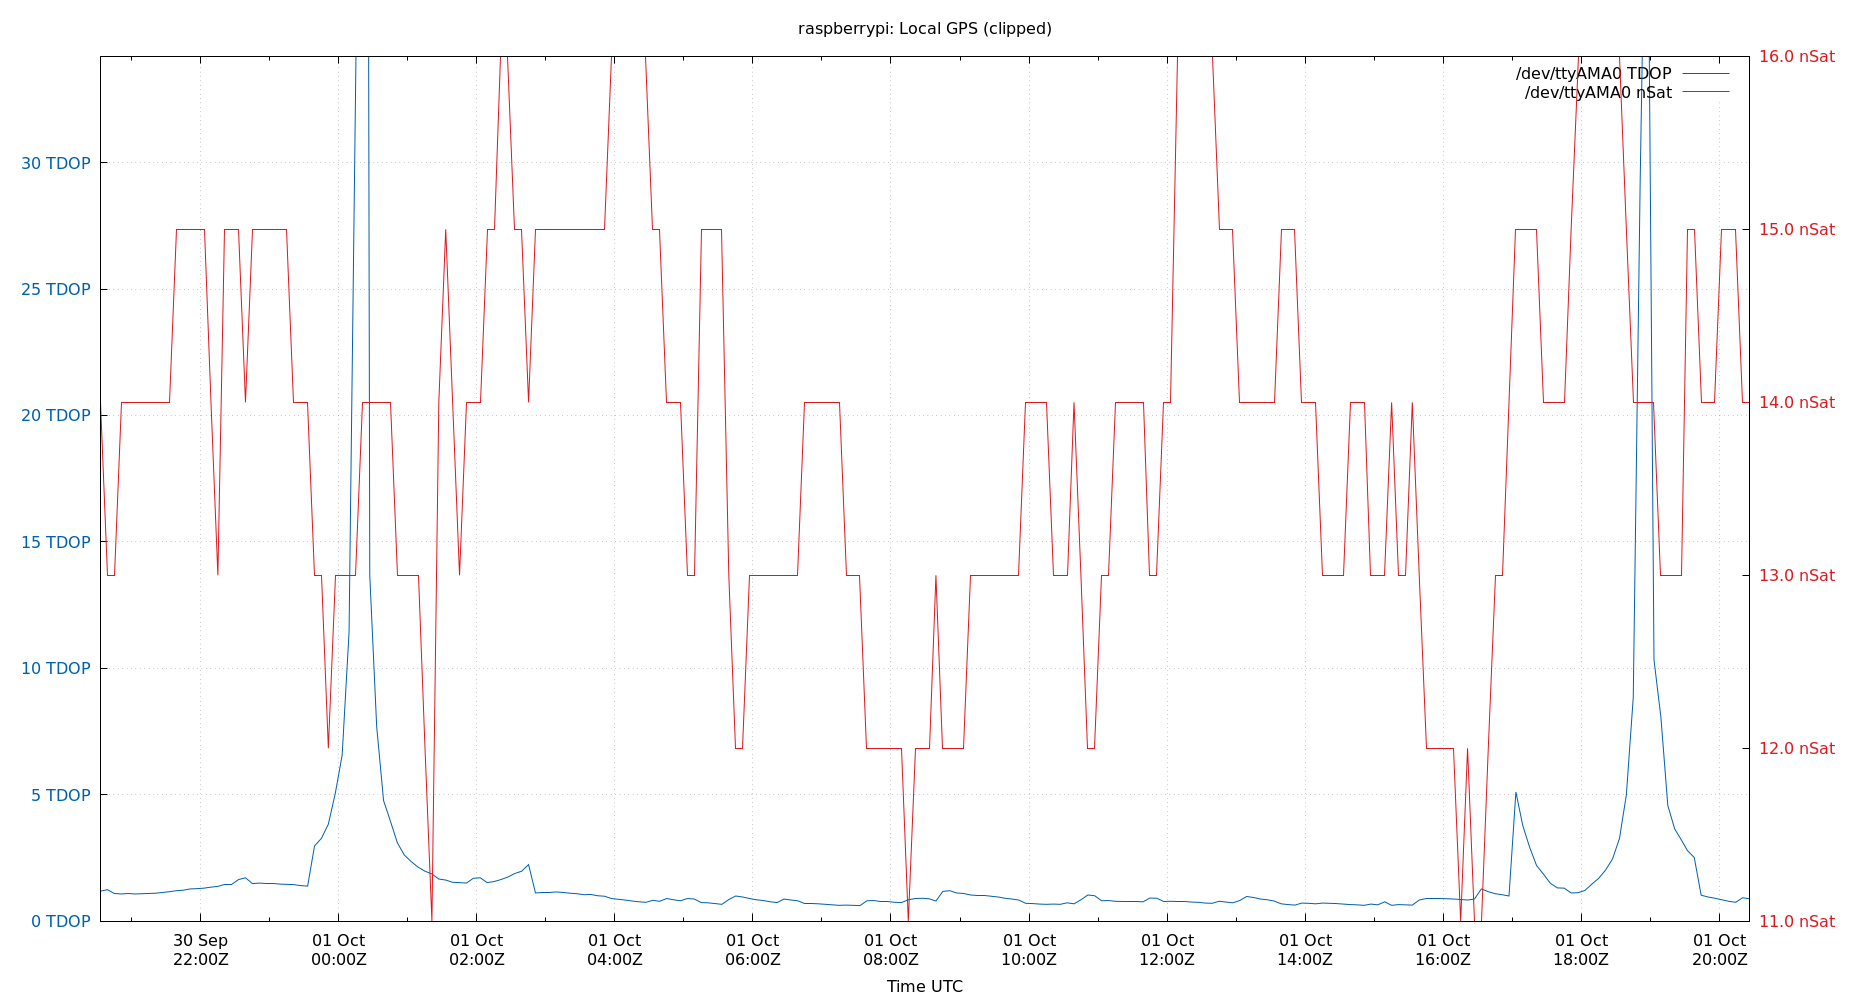 raspberrypi: Local GPS (clipped)
/dev/ttyAMA0 TDOP
/dev/ttyAMA0 nSat
30 TDOP
25 TDOP
20 TDOP
15 TDOP
10 TDOP
5 TDOP
0 TDOP
16.0 nSat
15.0 nSat
14.0 nSat
13.0 nSat
12.0 nSat
11.0 nSat
30 Sep 01 Oct 01 Oct 01 Oct 01 Oct 01 Oct 01 Oct 01 Oct 01 Oct 01 Oct 01 Oct 01 Oct
22:00Z 00:00Z 02:00Z 04:00Z 06:00Z 08:00Z 10:00Z 12:00Z 14:00Z 16:00Z 18:00Z 20:00Z
Time UTC